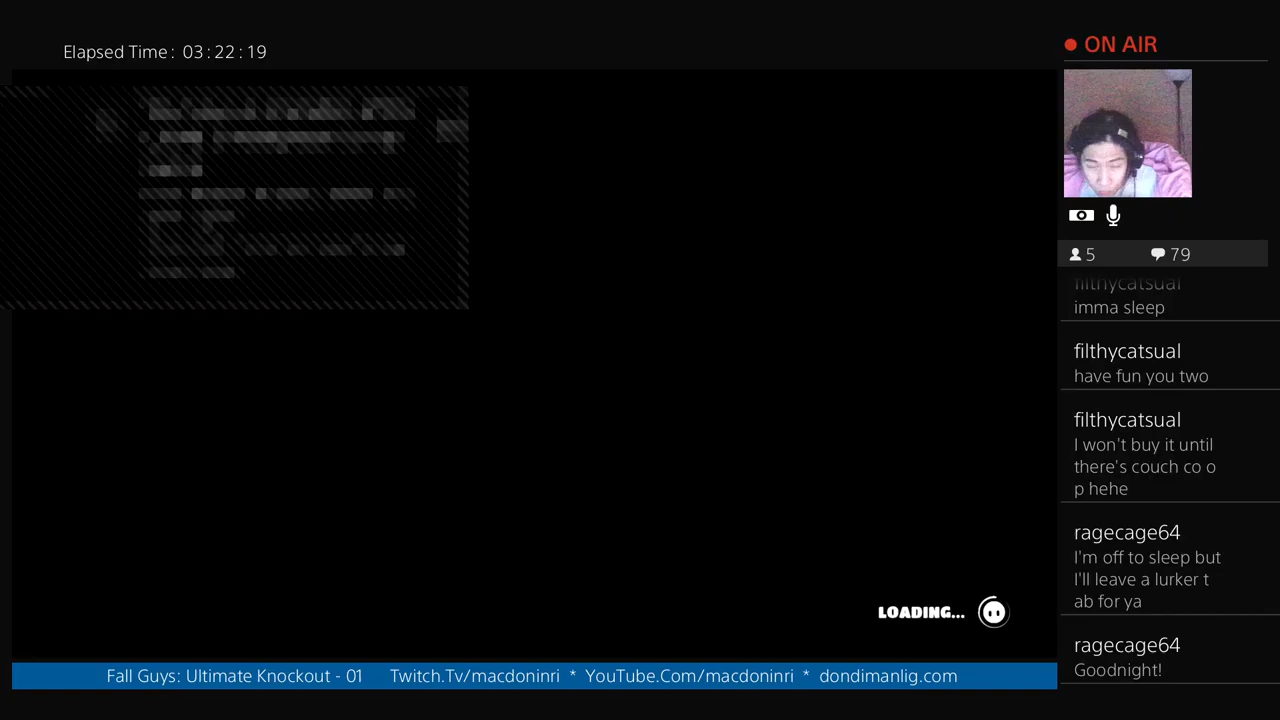 Elapsed Time: 03:22:19
ON AIR
5 79
filthycatsual
imma sleep
filthycatsual
have fun you two
filthycatsual
I won't buy it until
there's couch co o
p hehe
ragecage64
I'm off to sleep but
I'll leave a lurker t
ab for ya
ragecage64
Goodnight!
LOADING...
Fall Guys: Ultimate Knockout - 01 Twitch.Tv/macdoninri * YouTube.Com/macdoninri * dondimanlig.com